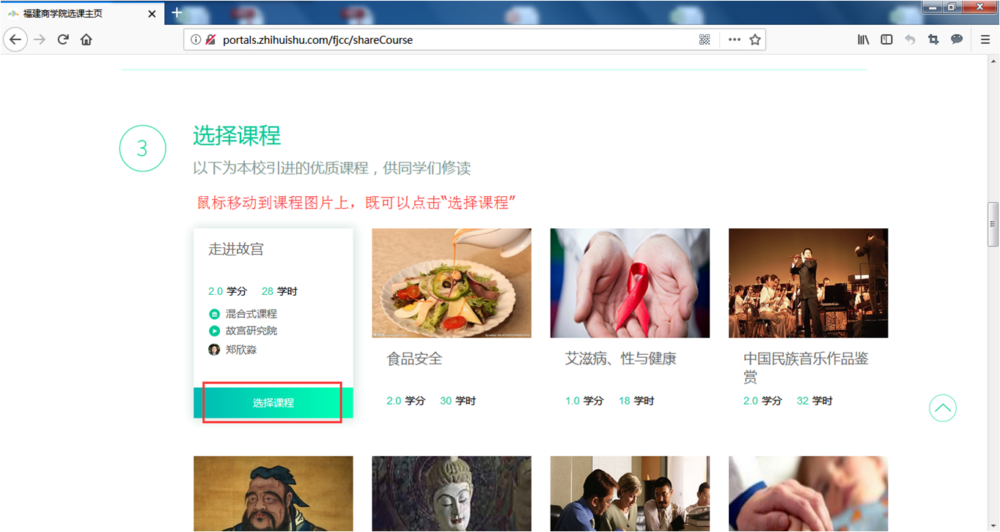 福建商学院选课主页
portals.zhihuishu.com/fjcc/shareCourse
3
选择课程
以下为本校引进的优质课程，供同学们修读
鼠标移动到课程图片上，既可以点击“选择课程”
走进故宫
2.0 学分 28 学时
混合式课程
故宫研究院
郑欣淼
选择课程
食品安全
2.0 学分 30 学时
艾滋病、性与健康
1.0 学分 18 学时
中国民族音乐作品鉴
赏
2.0 学分 32 学时